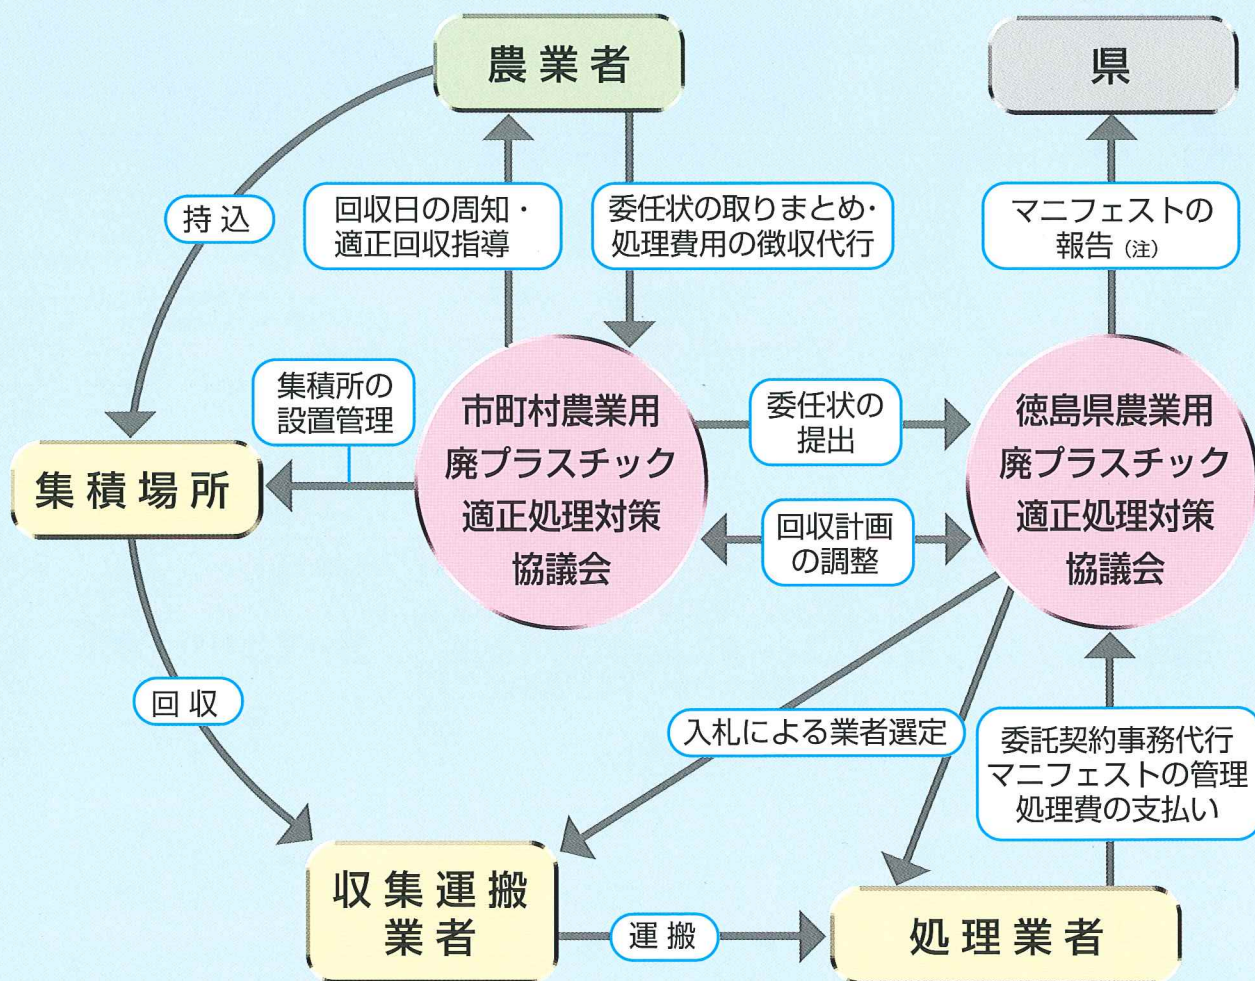 農業者
県
持込
回収日の周知・
適正回収指導
委任状の取りまとめ・
処理費用の徴収代行
マニフェストの
報告（注）
集積所の
設置管理
市町村農業用
廃プラスチック
適正処理対策
協議会
委任状の
提出
回収計画
の調整
徳島県農業用
廃プラスチック
適正処理対策
協議会
集積場所
回収
入札による業者選定
委託契約事務代行
マニフェストの管理
処理費の支払い
収集運搬
業者
運搬
処理業者